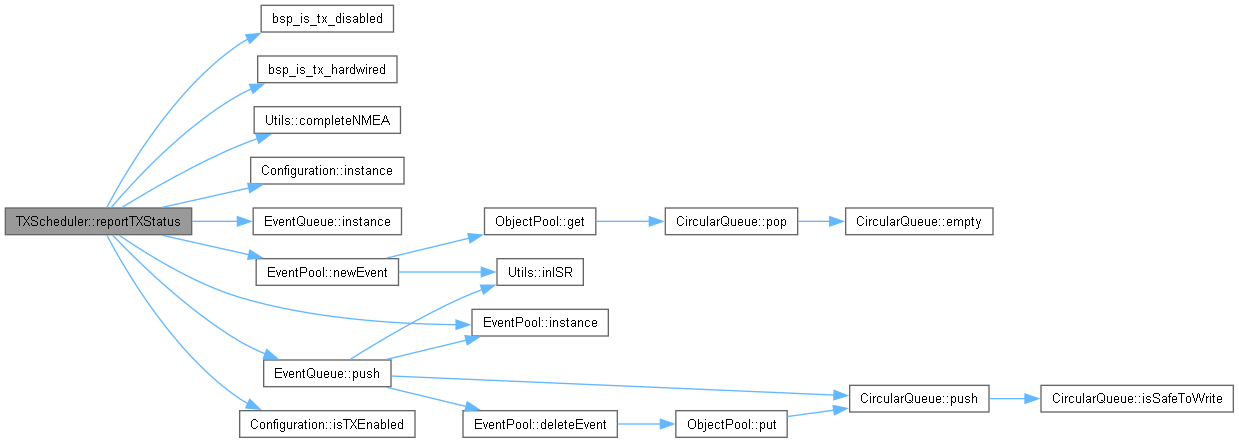 bsp_is_tx_disabled
bsp_is_tx_hardwired
Utils::completeNMEA
Configuration::instance
TXScheduler::reportTXStatus
EventQueue::instance
ObjectPool::get
CircularQueue::pop
CircularQueue::empty
EventPool::newEvent
Utils::inISR
EventPool::instance
EventQueue::push
CircularQueue::push
CircularQueue::isSafeToWrite
Configuration::isTXEnabled
EventPool::deleteEvent
ObjectPool::put